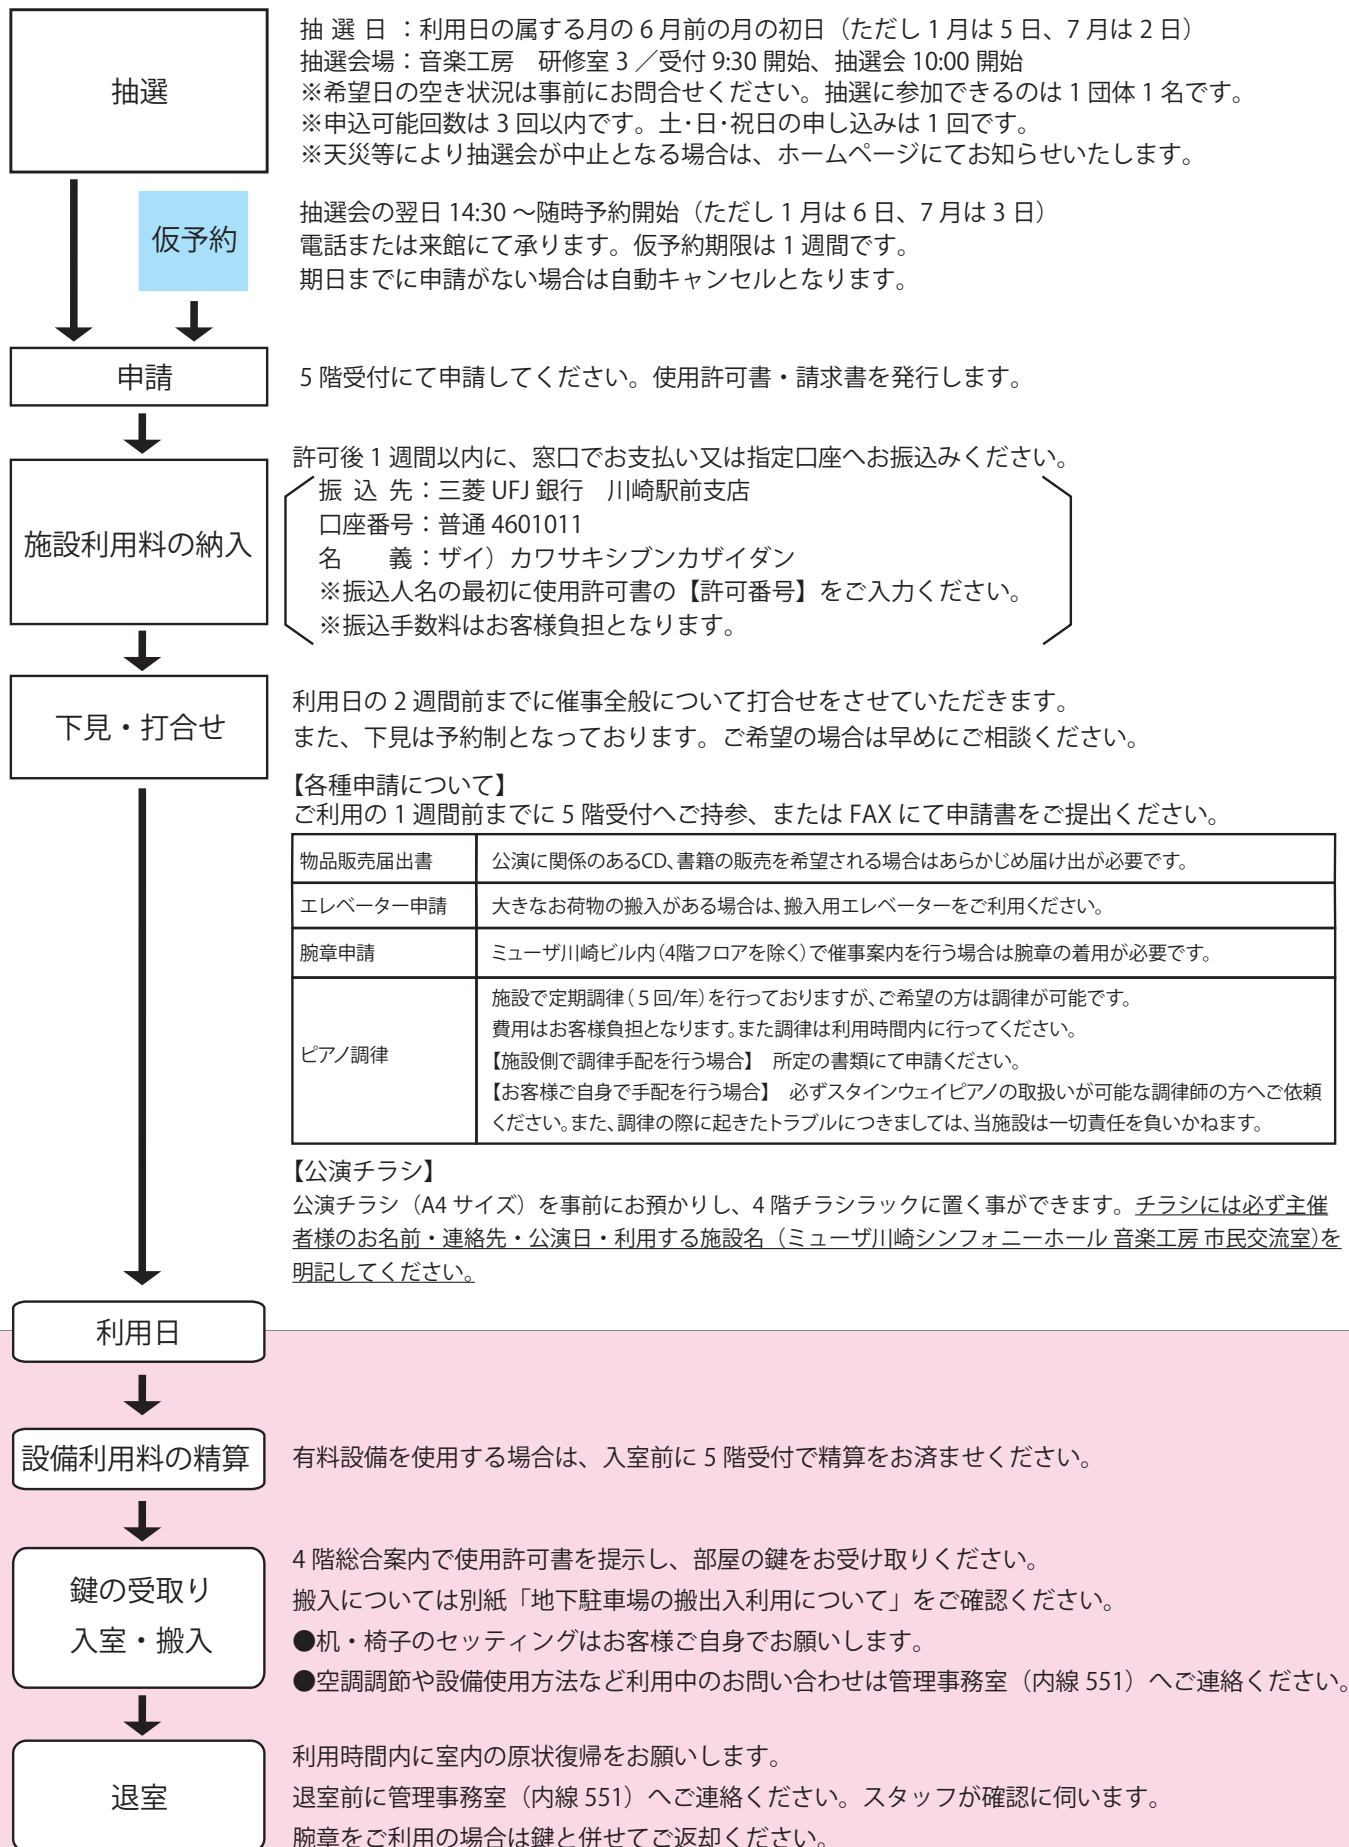 抽選
抽 選 日 ：利用日の属する月の 6 月前の月の初日（ただし 1 月は 5 日、7 月は 2 日）
抽選会場：音楽工房　研修室 3 ／受付 9:30 開始、抽選会 10:00 開始
※希望日の空き状況は事前にお問合せください。抽選に参加できるのは 1 団体 1 名です。
※申込可能回数は 3 回以内です。土･日･祝日の申し込みは 1 回です。
※天災等により抽選会が中止となる場合は、ホームページにてお知らせいたします。
仮予約
抽選会の翌日 14:30 ～随時予約開始（ただし 1 月は 6 日、7 月は 3 日）
電話または来館にて承ります。仮予約期限は 1 週間です。
期日までに申請がない場合は自動キャンセルとなります。
申請
5 階受付にて申請してください。使用許可書・請求書を発行します。
施設利用料の納入
許可後 1 週間以内に、窓口でお支払い又は指定口座へお振込みください。
振 込 先：三菱 UFJ 銀行　川崎駅前支店
口座番号：普通 4601011
名　　義：ザイ）カワサキシブンカザイダン
※振込人名の最初に使用許可書の【許可番号】をご入力ください。
※振込手数料はお客様負担となります。
下見・打合せ
利用日の 2 週間前までに催事全般について打合せをさせていただきます。
また、下見は予約制となっております。ご希望の場合は早めにご相談ください。
【各種申請について】
ご利用の 1 週間前までに 5 階受付へご持参、または FAX にて申請書をご提出ください。
物品販売届出書
公演に関係のあるCD、書籍の販売を希望される場合はあらかじめ届け出が必要です。
エレベーター申請
大きなお荷物の搬入がある場合は、搬入用エレベーターをご利用ください。
腕章申請
ミューザ川崎ビル内（4階フロアを除く）で催事案内を行う場合は腕章の着用が必要です。
ピアノ調律
施設で定期調律（５回/年）を行っておりますが、ご希望の方は調律が可能です。
費用はお客様負担となります。また調律は利用時間内に行ってください。
【施設側で調律手配を行う場合】　所定の書類にて申請ください。
【お客様ご自身で手配を行う場合】　必ずスタインウェイピアノの取扱いが可能な調律師の方へご依頼
ください。また、調律の際に起きたトラブルにつきましては、当施設は一切責任を負いかねます。
【公演チラシ】
公演チラシ（A4 サイズ）を事前にお預かりし、4 階チラシラックに置く事ができます。チラシには必ず主催
者様のお名前・連絡先・公演日・利用する施設名（ミューザ川崎シンフォニーホール 音楽工房 市民交流室）を
明記してください。
利用日
設備利用料の精算
有料設備を使用する場合は、入室前に 5 階受付で精算をお済ませください。
鍵の受取り
入室・搬入
4 階総合案内で使用許可書を提示し、部屋の鍵をお受け取りください。
搬入については別紙「地下駐車場の搬出入利用について」をご確認ください。
●机・椅子のセッティングはお客様ご自身でお願いします。
●空調調節や設備使用方法など利用中のお問い合わせは管理事務室（内線 551）へご連絡ください。
退室
利用時間内に室内の原状復帰をお願いします。
退室前に管理事務室（内線 551）へご連絡ください。スタッフが確認に伺います。
腕章をご利用の場合は鍵と併せてご返却ください。